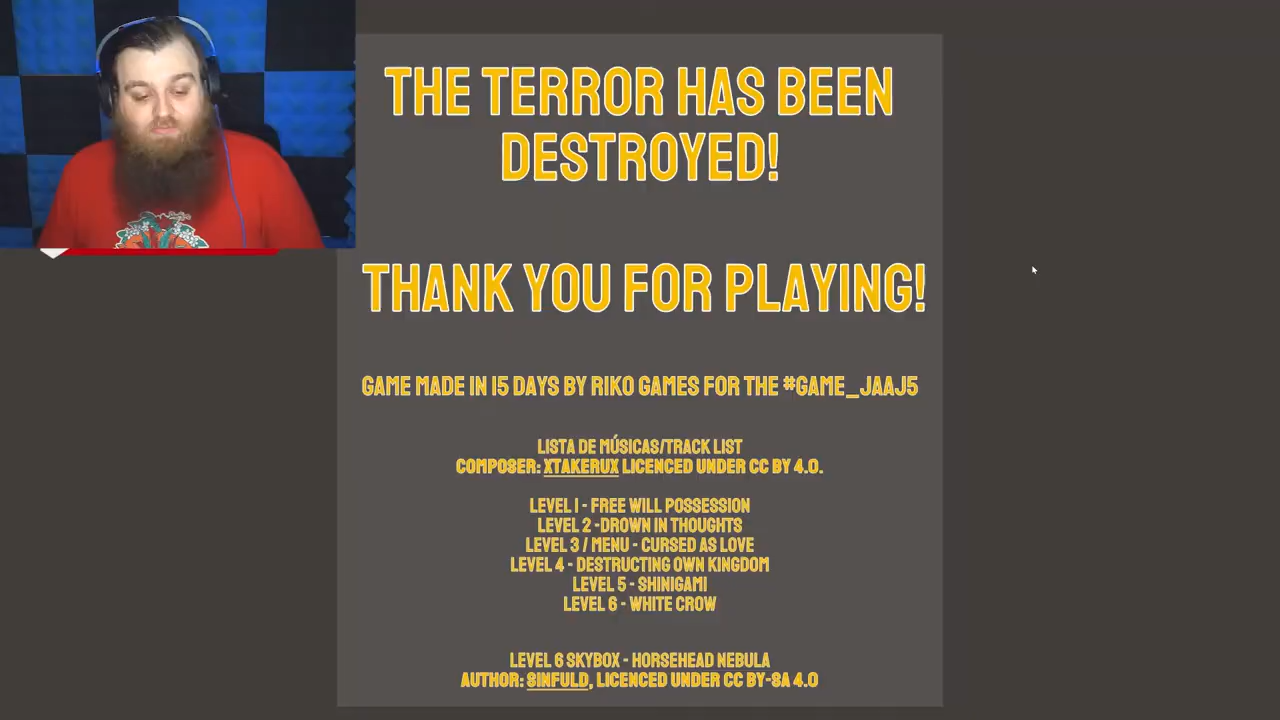 THE TERROR HAS BEEN
DESTROYED!
THANK YOU FOR PLAYING!
GAME MADE IN 15 DAYS BY RIKO GAMES FOR THE #GAME_JAAJ5
LISTA DE MÚSICAS/TRACK LIST
COMPOSER: XTAKERUX LICENCED UNDER CC BY 4.0.
LEVEL 1 - FREE WILL POSSESSION
LEVEL 2 -DROWN IN THOUGHTS
LEVEL 3 / MENU - CURSED AS LOVE
LEVEL 4 - DESTRUCTING OWN KINGDOM
LEVEL 5 - SHINIGAMI
LEVEL 6 - WHITE CROW
LEVEL 6 SKYBOX - HORSEHEAD NEBULA
AUTHOR: SINFULD, LICENCED UNDER CC BY-SA 4.0